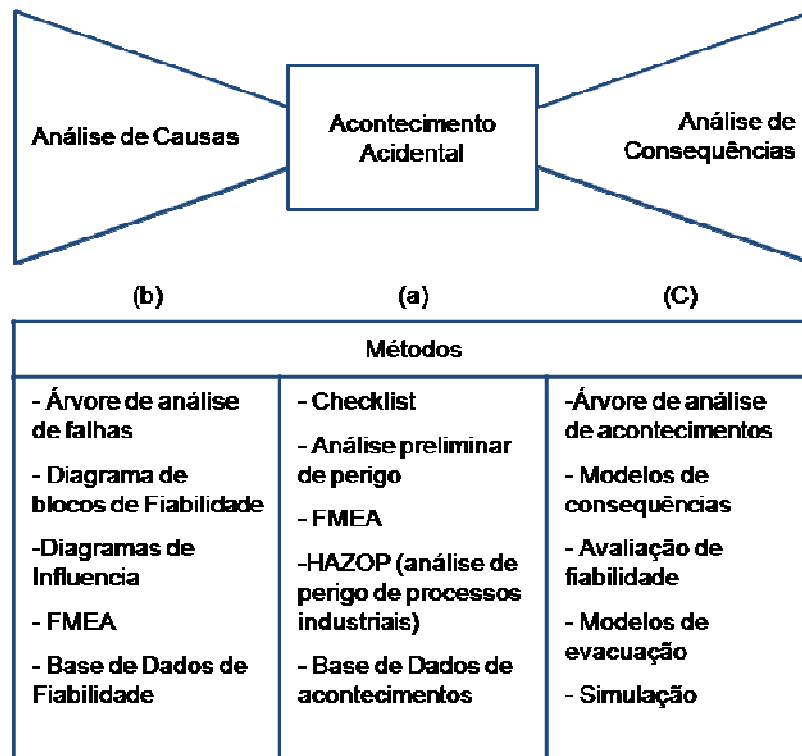 Análise de Causas
Acontecimento
Acidental
Análise de
Consequências
(b)
(a)
(C)
Métodos
- Árvore de análise
de falhas
- Diagrama de
blocos de Fiabilidade
-Diagramas de
Influencia
- FMEA
- Base de Dados de
Fiabilidade
- Checklist
- Análise preliminar
de perigo
- FMEA
-HAZOP (análise de
perigo de processos
industriais)
- Base de Dados de
acontecimentos
-Árvore de análise
de acontecimentos
- Modelos de
consequências
- Avaliação de
fiabilidade
- Modelos de
evacuação
- Simulação